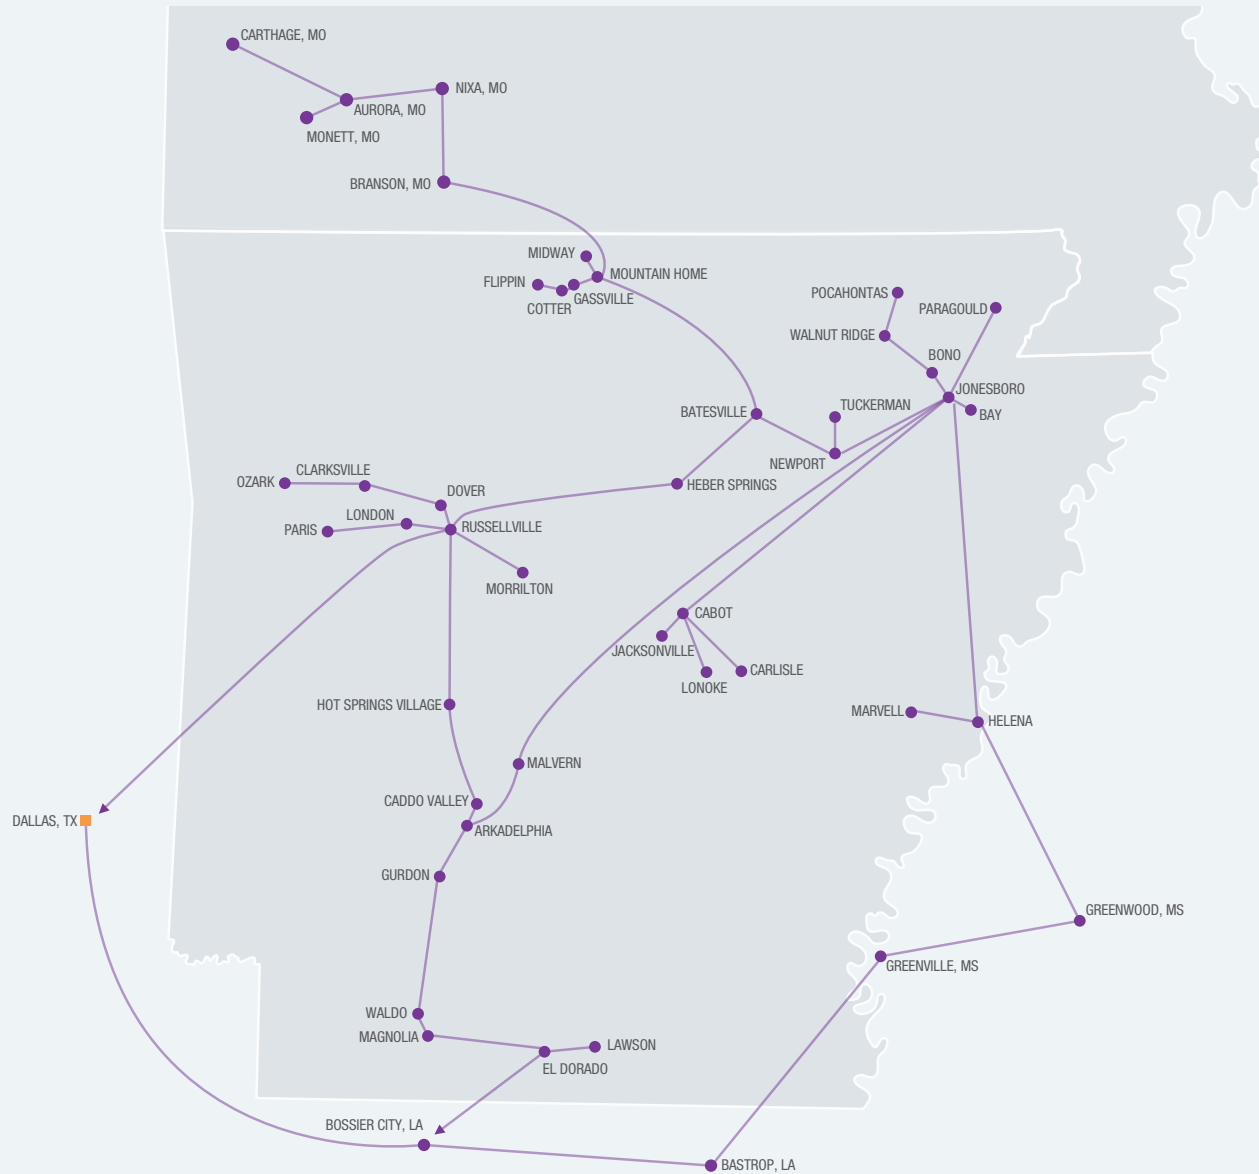 CARTHAGE, MO
NIXA, MO
AURORA, MO
MONETT, MO
BRANSON, MO
MIDWAY
MOUNTAIN HOME
FLIPPIN
GASSVILLE
COTTER
POCAHONTAS
PARAGOULD
WALNUT RIDGE
BONO
JONESBORO
TUCKERMAN
BATESVILLE
BAY
NEWPORT
CLARKSVILLE
OZARK
HEBER SPRINGS
DOVER
LONDON
PARIS
RUSSELLVILLE
MORRILTON
CABOT
JACKSONVILLE
CARLISLE
LONOKE
HOT SPRINGS VILLAGE
MARVELL
HELENA
MALVERN
CADDO VALLEY
DALLAS, TX
ARKADELPHIA
GURDON
GREENWOOD, MS
GREENVILLE, MS
WALDO
MAGNOLIA
LAWSON
EL DORADO
BOSSIER CITY, LA
BASTROP, LA